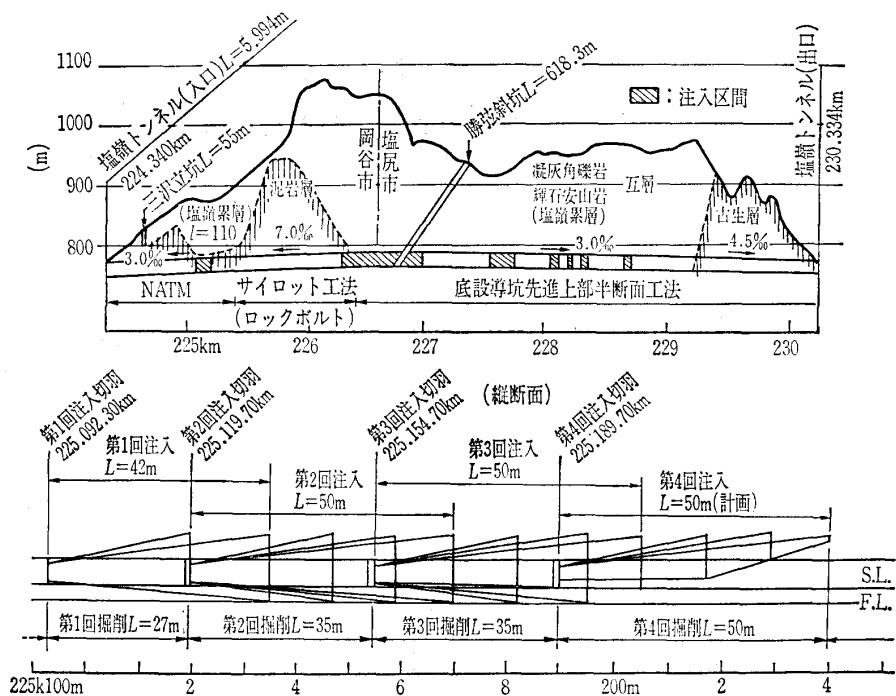 塩嶺トンネル(入口)L=5.994m
224.340km
三沢立坑L=55m
勝弦斜坑L=618.3m
:注入区間
塩嶺トンネル(出口)
230.334km
(m)
1100
1000
900
800
岡谷市
塩尻市
(塩嶺累層)
l=110
泥岩層
凝灰角礫岩
輝石安山岩
(塩嶺累層)
互層
古生層
3.0‰
7.0‰
3.0‰
4.5‰
NATM
サイロット工法
(ロックボルト)
底設導坑先進上部半断面工法
225km
226
227
228
229
230
(縦断面)
第1回注入切羽
225.092.30km
第2回注入切羽
225.119.70km
第3回注入切羽
225.154.70km
第4回注入切羽
225.189.70km
第1回注入
L=42m
第2回注入
L=50m
第3回注入
L=50m
第4回注入
L=50m(計画)
S.L.
F.L.
第1回掘削L=27m
第2回掘削L=35m
第3回掘削L=35m
第4回掘削L=50m
225k100m
2
4
6
8
200m
2
4